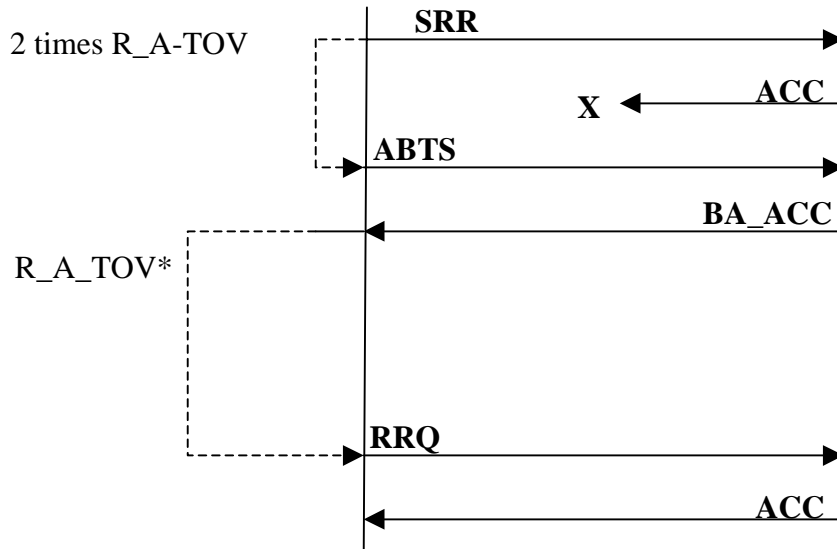 SRR
2 times R_A-TOV
ACC
X
ABTS
BA_ACC
R_A_TOV*
RRQ
ACC